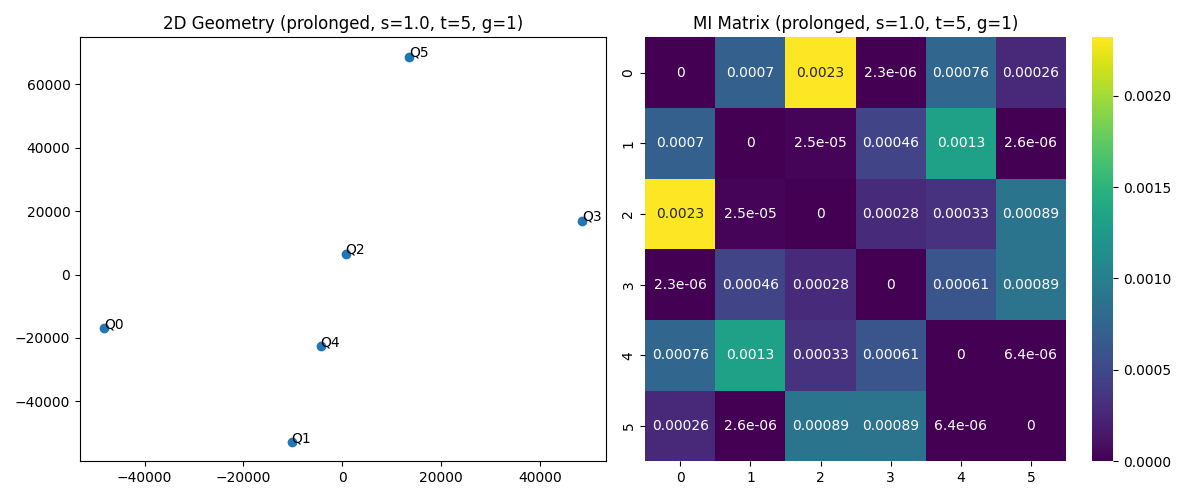 2D Geometry (prolonged, s=1.0, t=5, g=1)
60000
40000
20000
0
−20000
−40000
−40000
−20000
0
20000
40000
Q5
Q3
Q2
Q0
Q4
Q1
MI Matrix (prolonged, s=1.0, t=5, g=1)
0 0 0.0007 0.0023 2.3e-06 0.00076 0.00026
1 0.0007 0 2.5e-05 0.00046 0.0013 2.6e-06
2 0.0023 2.5e-05 0 0.00028 0.00033 0.00089
3 2.3e-06 0.00046 0.00028 0 0.00061 0.00089
4 0.00076 0.0013 0.00033 0.00061 0 6.4e-06
5 0.00026 2.6e-06 0.00089 0.00089 6.4e-06 0
0 1 2 3 4 5
0.0020
0.0015
0.0010
0.0005
0.0000